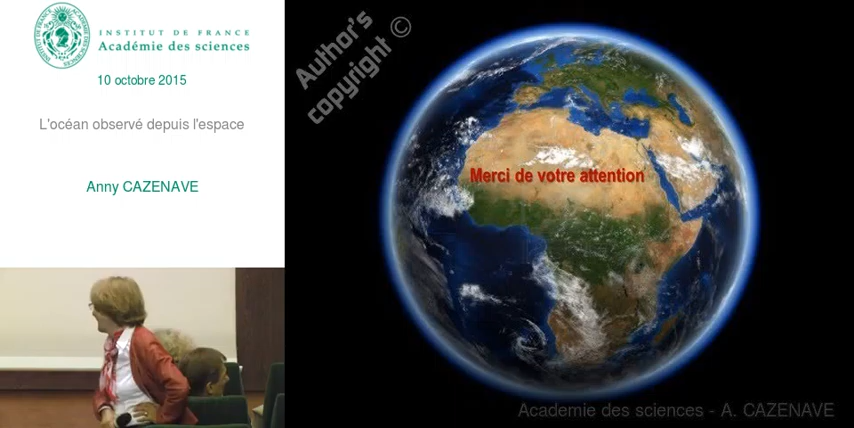 INSTITUT DE FRANCE
Académie des sciences
10 octobre 2015
L'océan observé depuis l'espace
Anny CAZENAVE
Author's
copyright ©
Merci de votre attention
Academie des sciences - A. CAZENAVE